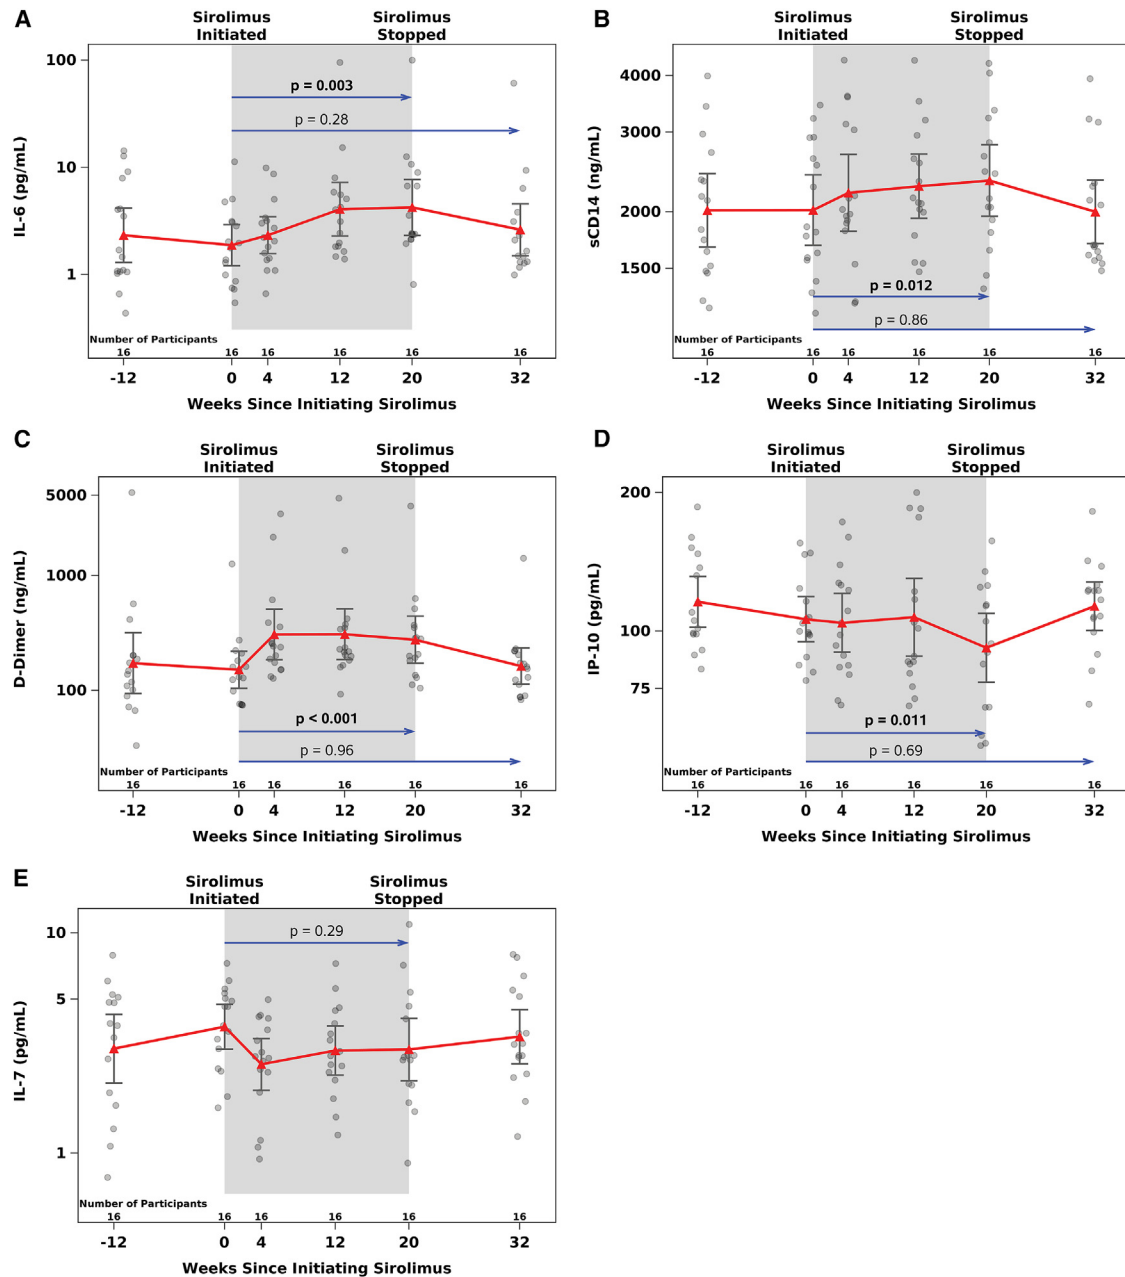 A
Sirolimus Initiated
Sirolimus Stopped
IL-6 (pg/mL)
100
10
1
p = 0.003
p = 0.28
Number of Participants
16 16 16 16 16 16
-12 0 4 12 20 32
Weeks Since Initiating Sirolimus
B
Sirolimus Initiated
Sirolimus Stopped
sCD14 (ng/mL)
4000
3000
2000
1500
p = 0.012
p = 0.86
Number of Participants
16 16 16 16 16 16
-12 0 4 12 20 32
Weeks Since Initiating Sirolimus
C
Sirolimus Initiated
Sirolimus Stopped
D-Dimer (ng/mL)
5000
1000
100
p < 0.001
p = 0.96
Number of Participants
16 16 16 16 16 16
-12 0 4 12 20 32
Weeks Since Initiating Sirolimus
D
Sirolimus Initiated
Sirolimus Stopped
IP-10 (pg/mL)
200
100
75
p = 0.011
p = 0.69
Number of Participants
16 16 16 16 16 16
-12 0 4 12 20 32
Weeks Since Initiating Sirolimus
E
Sirolimus Initiated
Sirolimus Stopped
IL-7 (pg/mL)
10
5
1
p = 0.29
Number of Participants
16 16 16 16 16 16
-12 0 4 12 20 32
Weeks Since Initiating Sirolimus